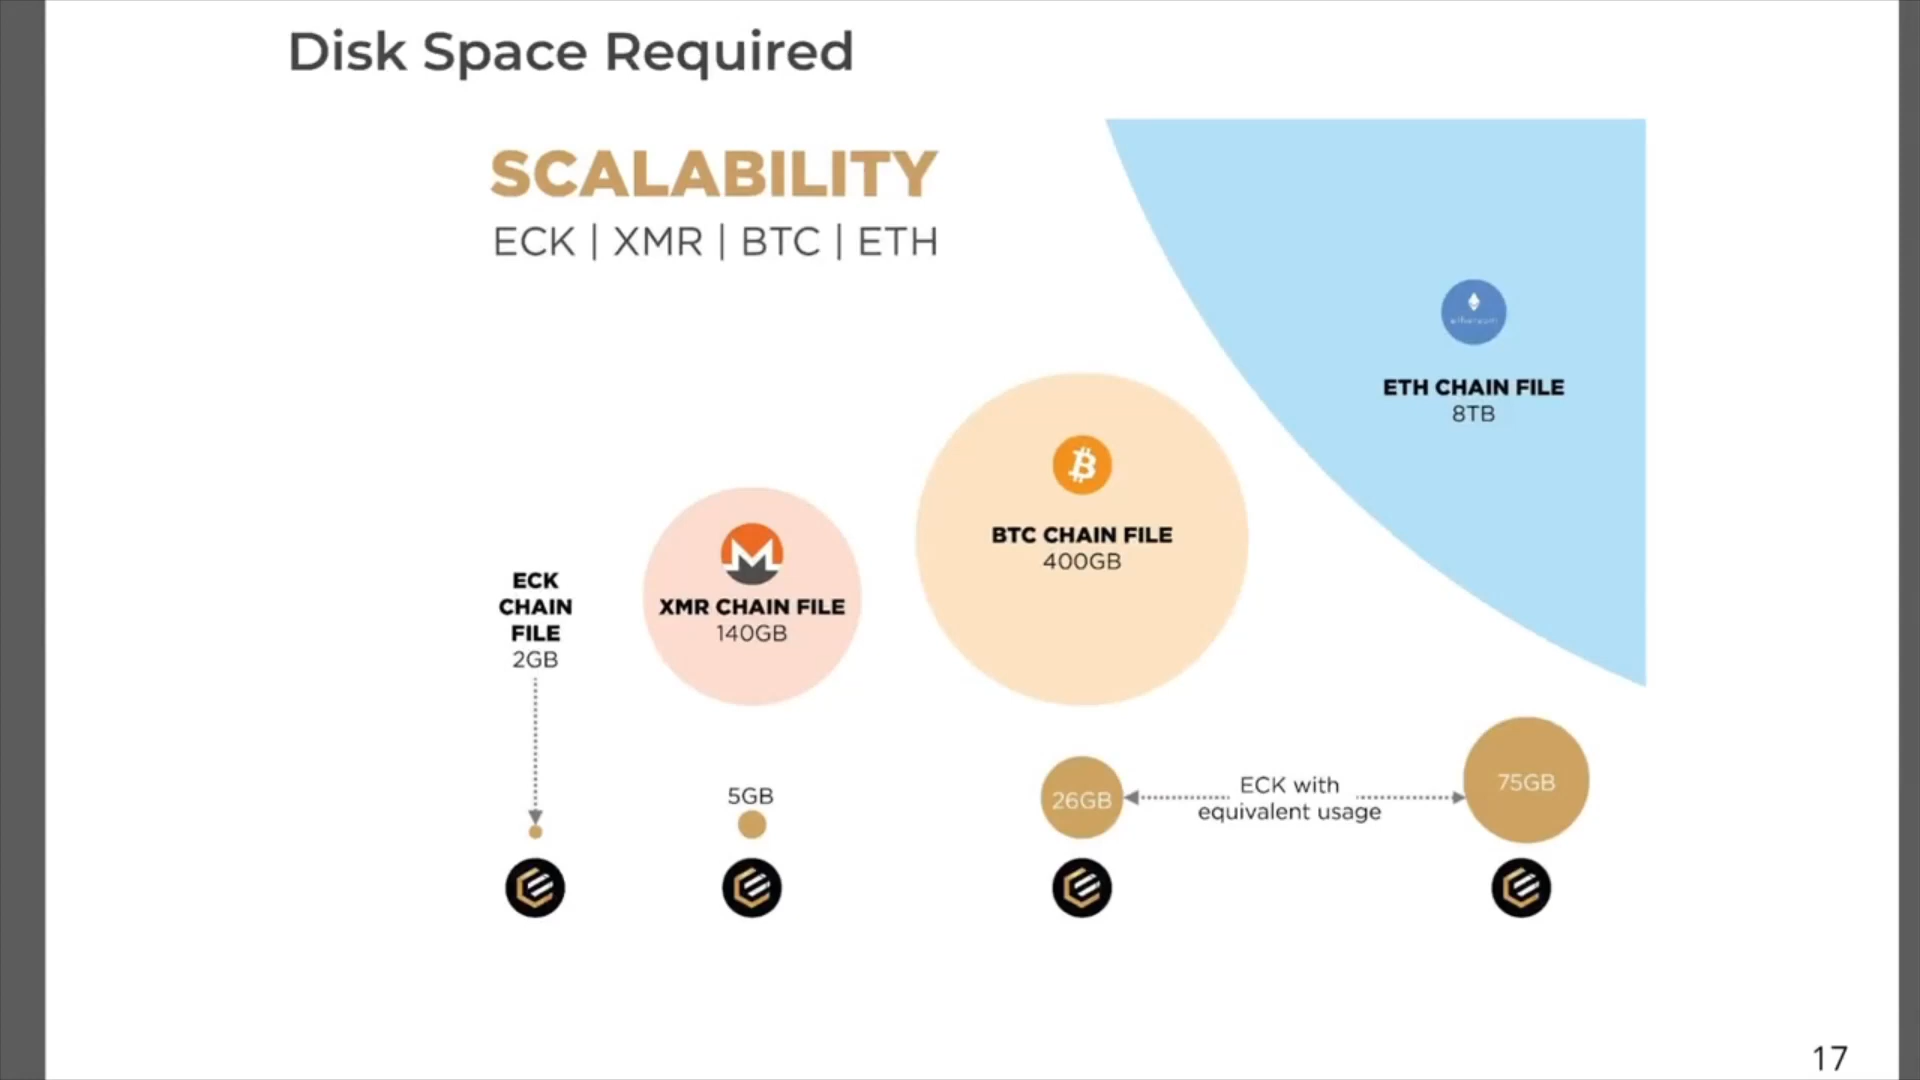 Disk Space Required
SCALABILITY
ECK | XMR | BTC | ETH
ethereum
ETH CHAIN FILE
8TB
BTC CHAIN FILE
400GB
XMR CHAIN FILE
140GB
ECK
CHAIN
FILE
2GB
5GB
26GB
ECK with
equivalent usage
75GB
17